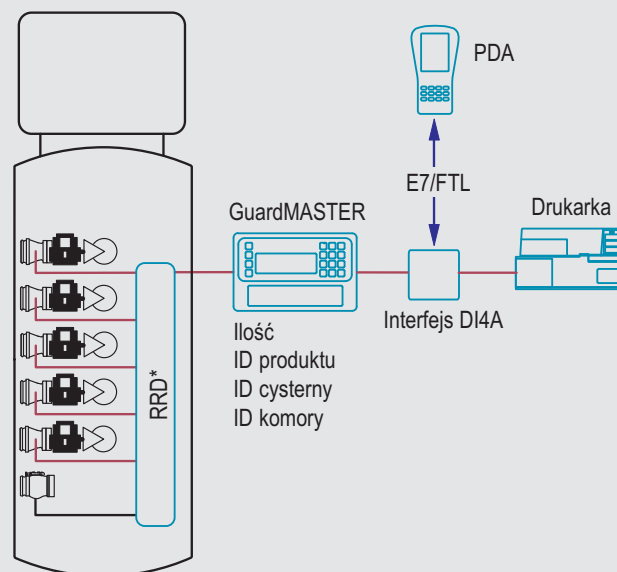 PDA
E7/FTL
GuardMASTER
Drukarka
Interfejs DI4A
Ilość
ID produktu
ID cysterny
ID komory
RRD*